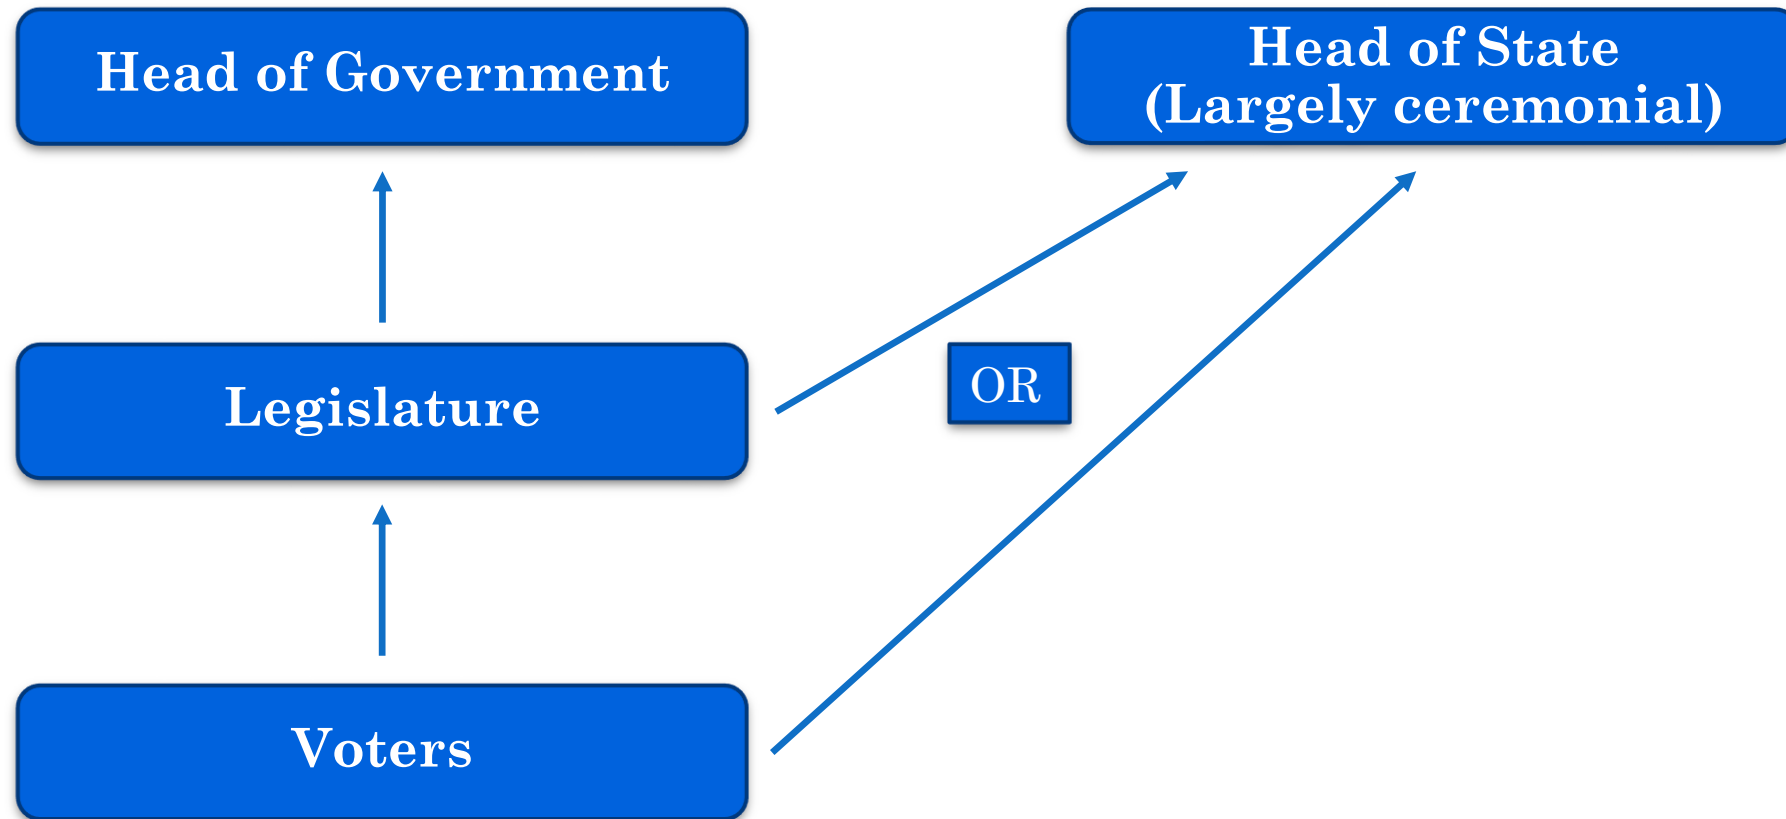 Head of Government
Head of State
(Largely ceremonial)
Legislature
OR
Voters